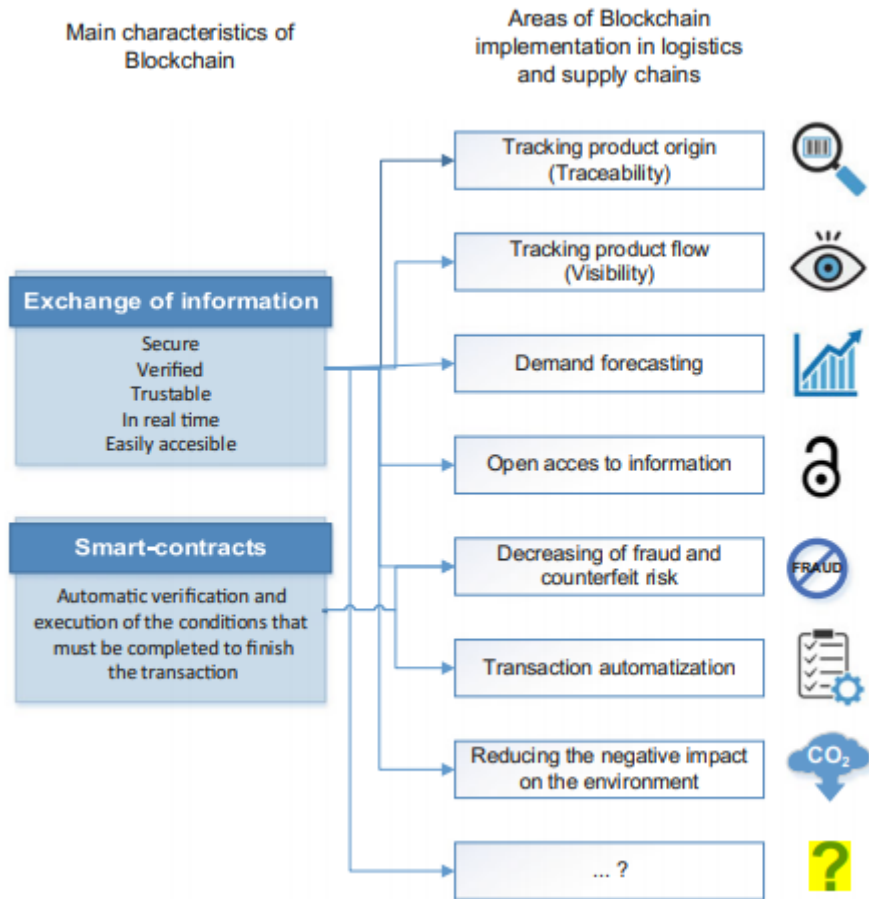 Main characteristics of
Blockchain
Areas of Blockchain
implementation in logistics
and supply chains
Exchange of information
Secure
Verified
Trustable
In real time
Easily accesible
Smart-contracts
Automatic verification and
execution of the conditions that
must be completed to finish
the transaction
Tracking product origin
(Traceability)
Tracking product flow
(Visibility)
Demand forecasting
Open acces to information
Decreasing of fraud and
counterfeit risk
FRAUD
Transaction automatization
Reducing the negative impact
on the environment
CO₂
... ?
?